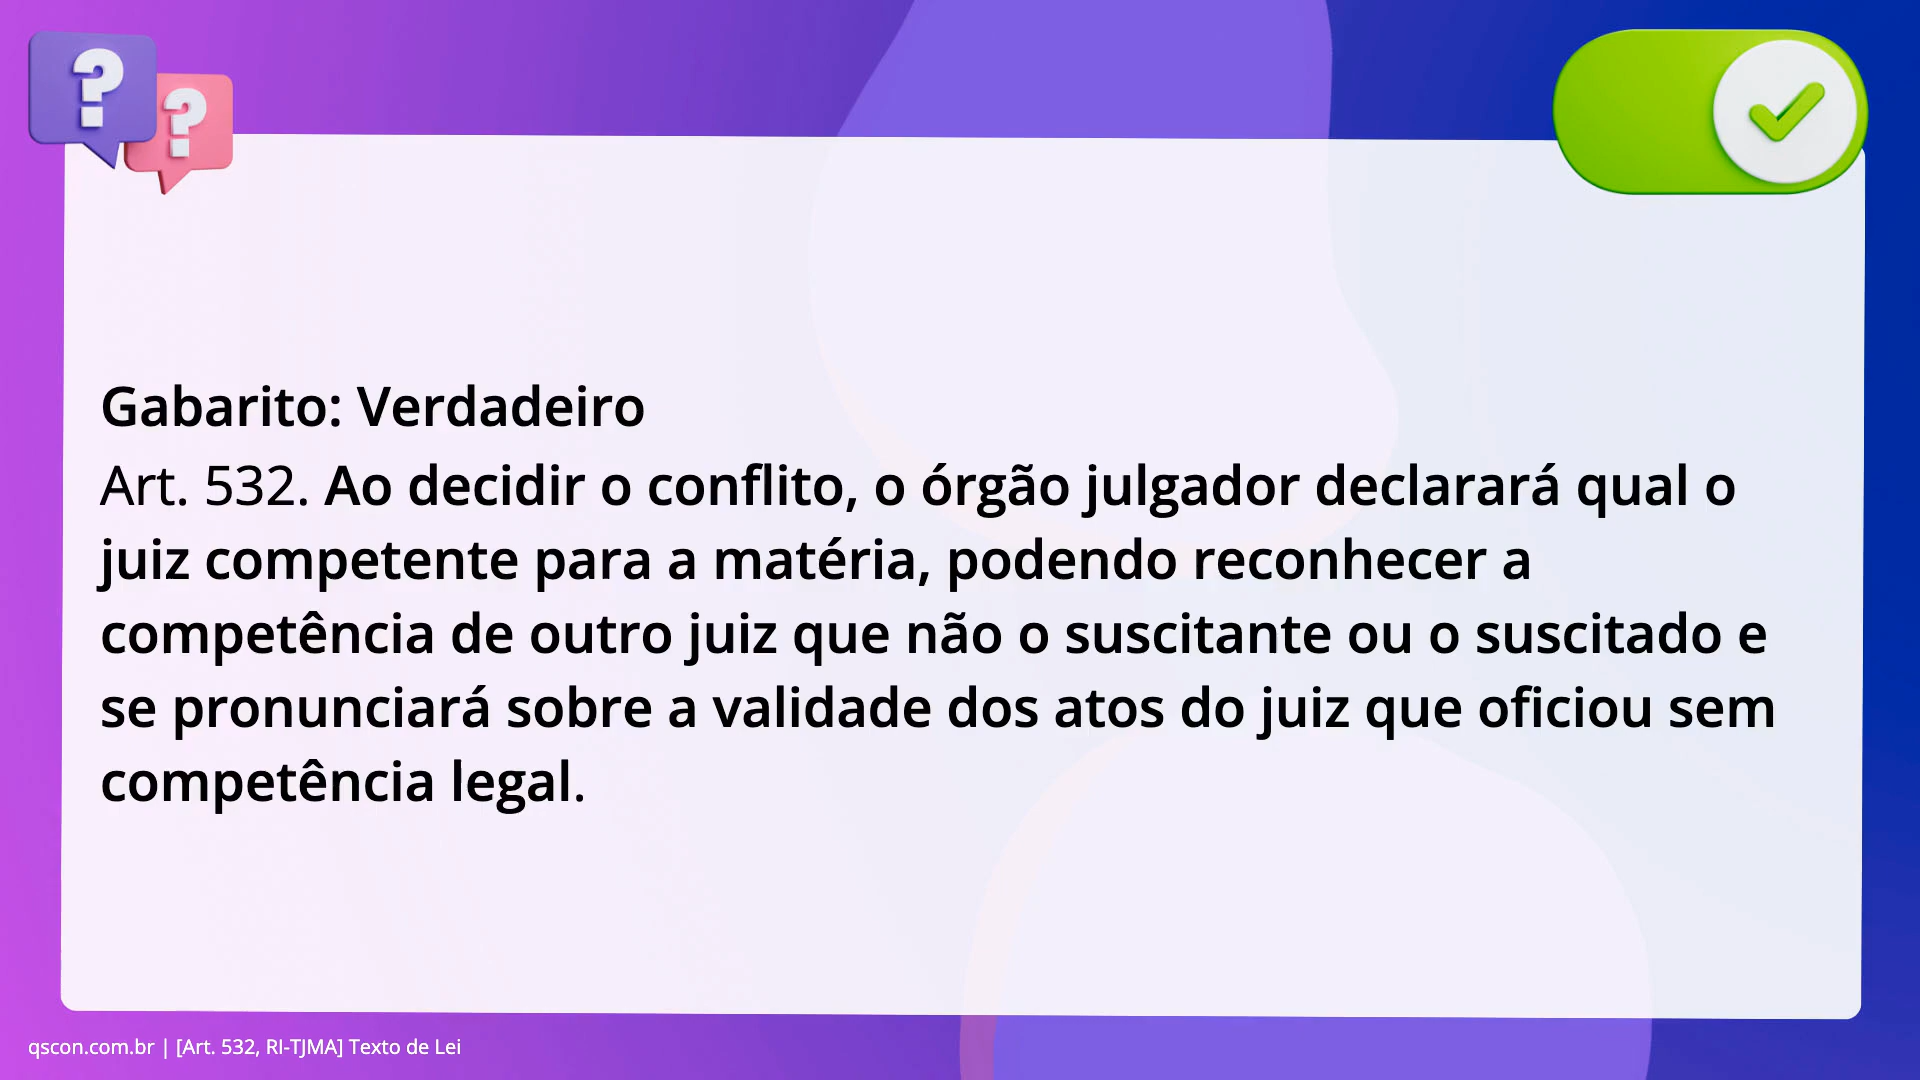 ? ?
Gabarito: Verdadeiro
Art. 532. Ao decidir o conflito, o órgão julgador declarará qual o
juiz competente para a matéria, podendo reconhecer a
competência de outro juiz que não o suscitante ou o suscitado e
se pronunciará sobre a validade dos atos do juiz que oficiou sem
competência legal.
qscon.com.br | [Art. 532, RI-TJMA] Texto de Lei